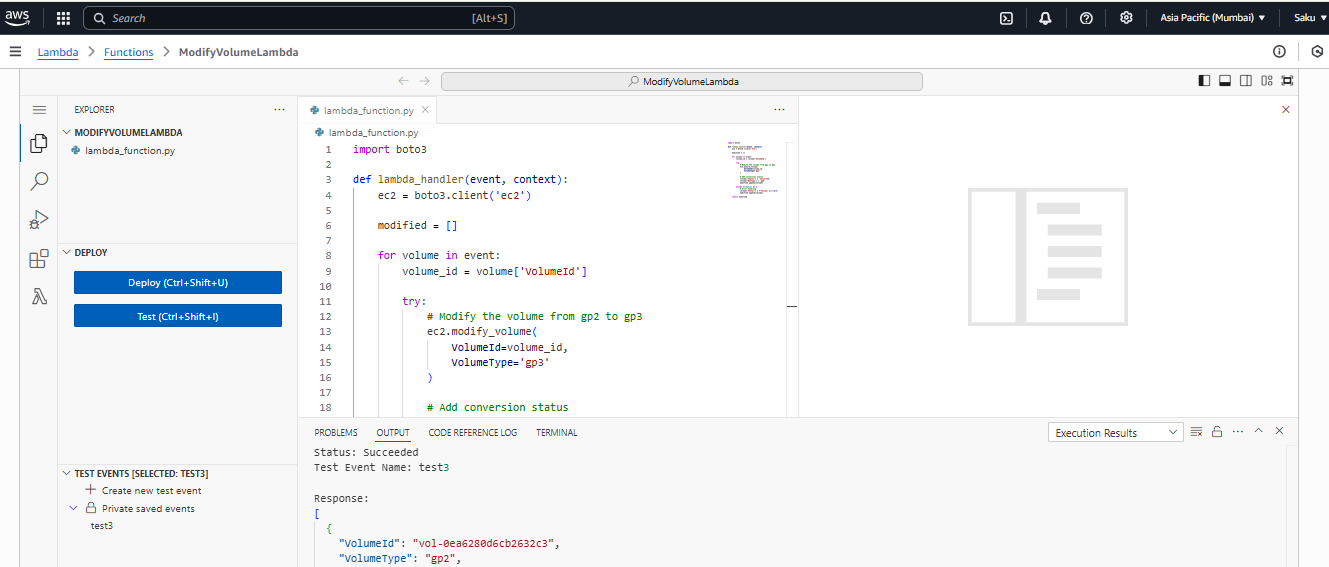 aws
Search
[Alt+S]
Asia Pacific (Mumbai)
Saku
Lambda
Functions
ModifyVolumeLambda
ModifyVolumeLambda
EXPLORER
MODIFYVOLUMELAMBDA
lambda_function.py
DEPLOY
Deploy (Ctrl+Shift+U)
Test (Ctrl+Shift+I)
TEST EVENTS [SELECTED: TEST3]
Create new test event
Private saved events
test3
lambda_function.py
lambda_function.py
1 import boto3
2
3 def lambda_handler(event, context):
4 ec2 = boto3.client('ec2')
5
6 modified = []
7
8 for volume in event:
9 volume_id = volume['VolumeId']
10
11 try:
12 # Modify the volume from gp2 to gp3
13 ec2.modify_volume(
14 VolumeId=volume_id,
15 VolumeType='gp3'
16 )
17
18 # Add conversion status
PROBLEMS
OUTPUT
CODE REFERENCE LOG
TERMINAL
Execution Results
Status: Succeeded
Test Event Name: test3
Response:
[
{
"VolumeId": "vol-0ea6280d6cb2632c3",
"VolumeType": "gp2",